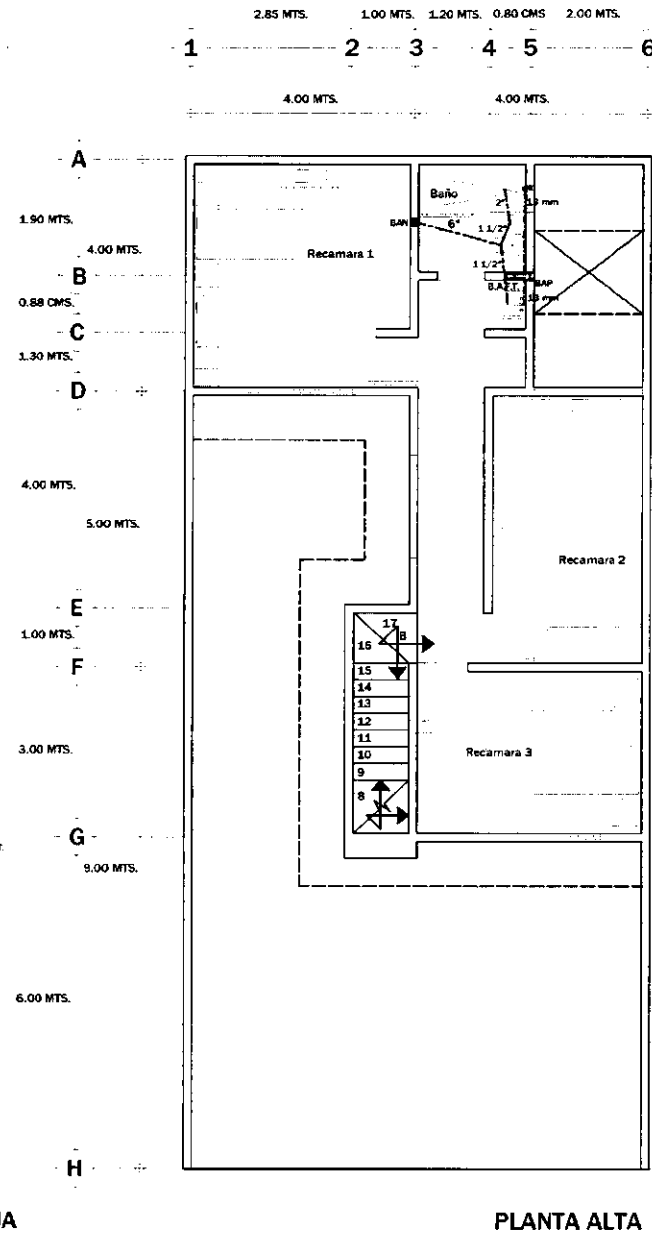 2.85 MTS. 1.00 MTS. 1.20 MTS. 0.80 CMS 2.00 MTS.
1 2 3 4 5 6
4.00 MTS. 4.00 MTS.
A
Baño
2"
13 mm
1.90 MTS.
BAN
6"
1 1/2"
4.00 MTS.
Recamara 1
1 1/2"
B
BAP
0.88 CMS.
13 mm
C
1.30 MTS.
D
4.00 MTS.
5.00 MTS.
Recamara 2
E
17
1.00 MTS.
B
16
F
15
14
13
12
11
3.00 MTS.
10
Recamara 3
9
8
G
9.00 MTS.
6.00 MTS.
H
PLANTA ALTA